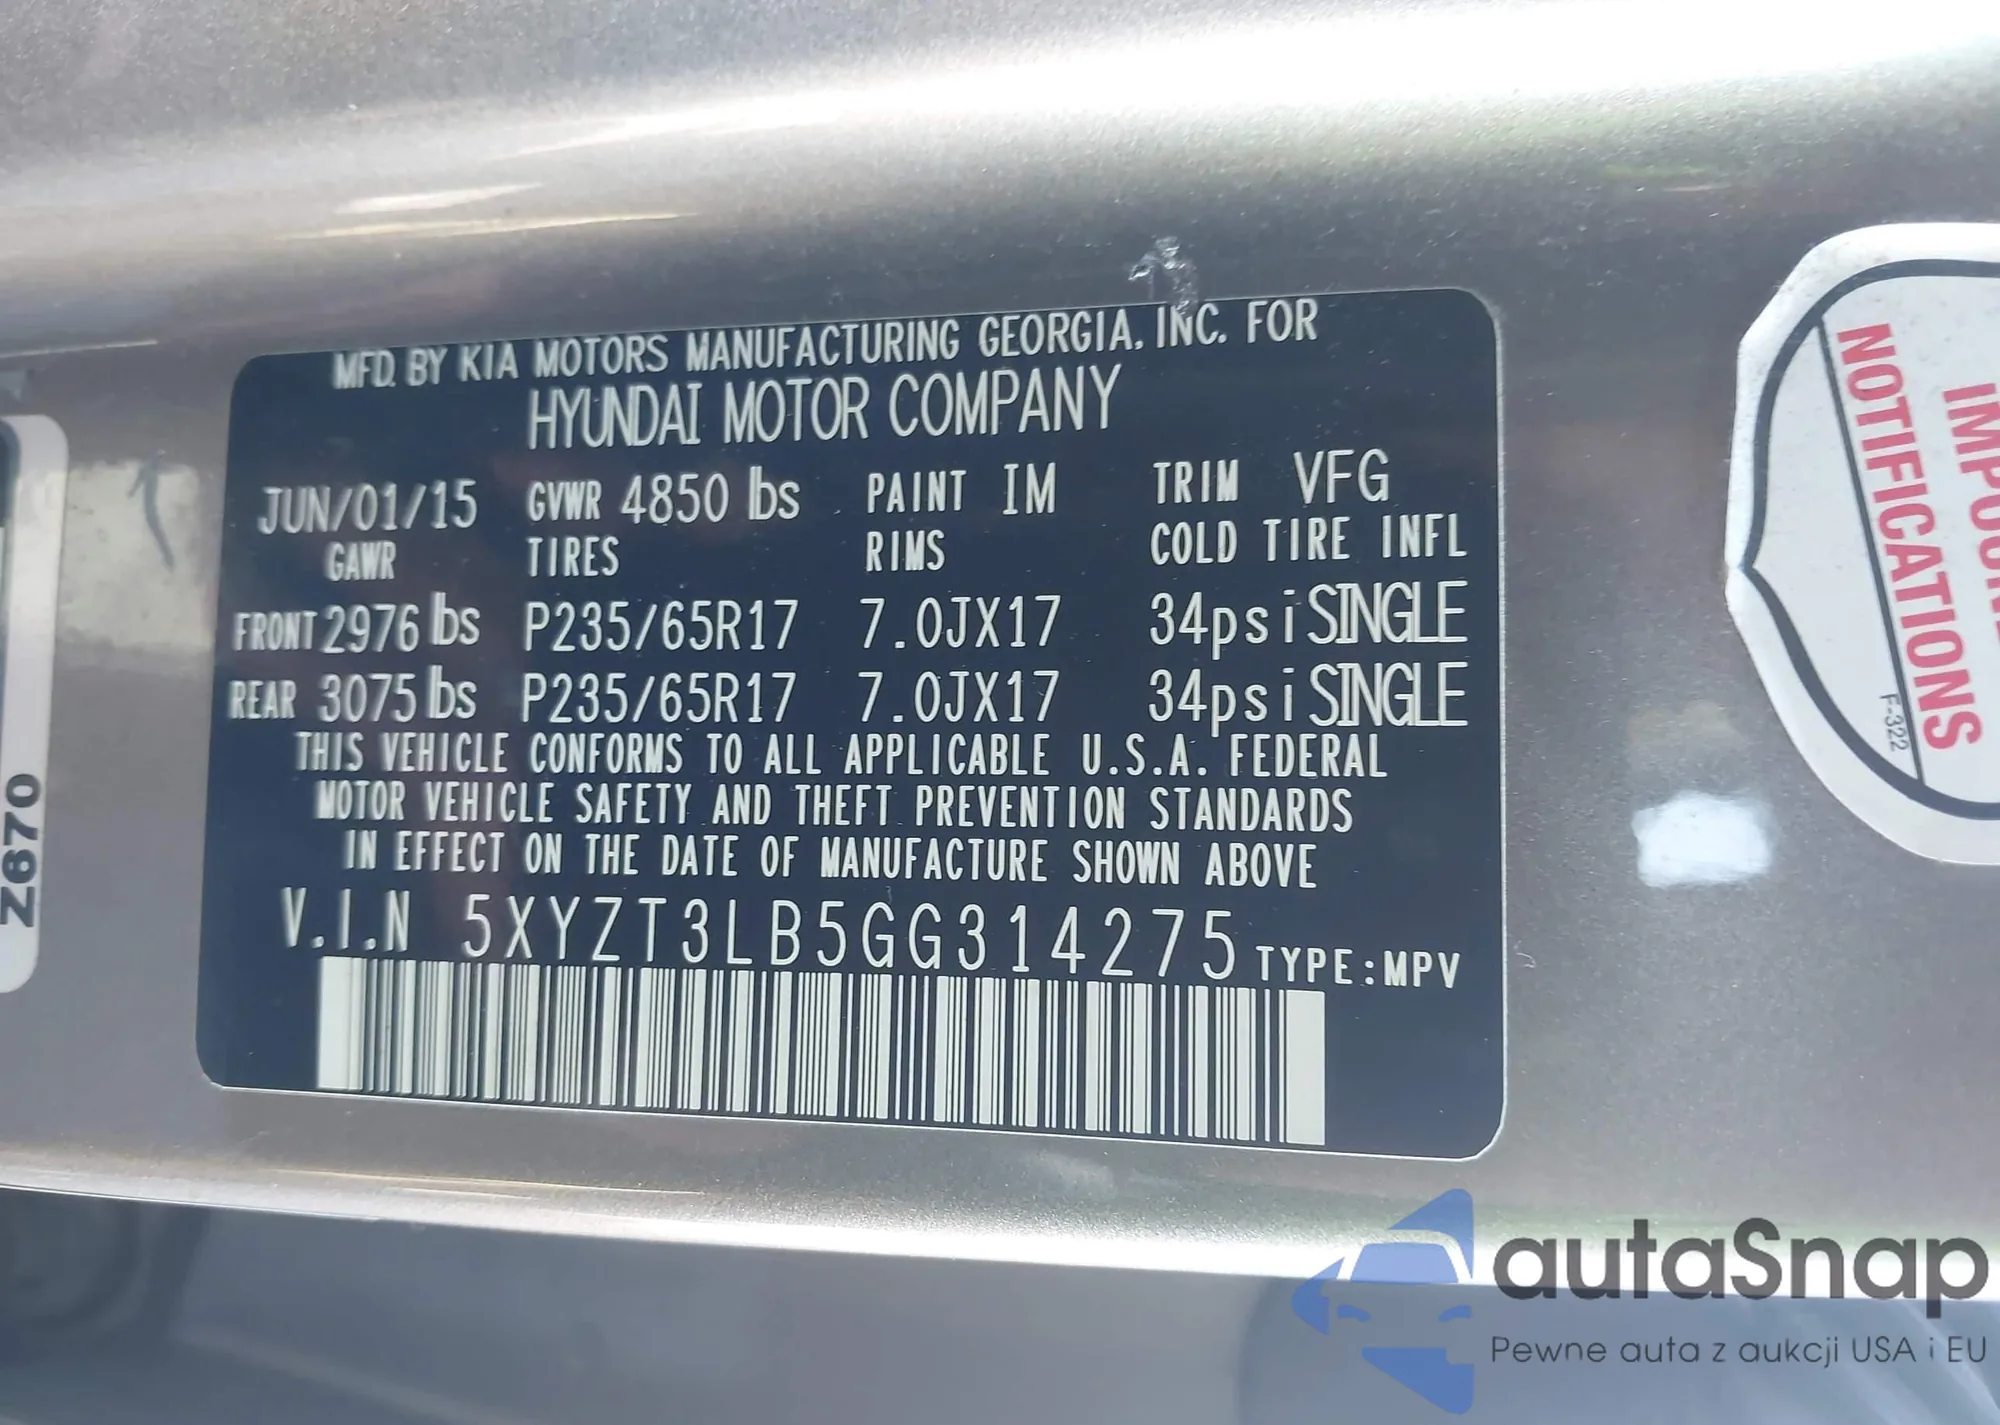 MFD. BY KIA MOTORS MANUFACTURING GEORGIA, INC. FOR
HYUNDAI MOTOR COMPANY
JUN/01/15 GVWR 4850 lbs PAINT IM TRIM VFG
GAWR TIRES RIMS COLD TIRE INFL
FRONT 2976 lbs P235/65R17 7.0JX17 34psi SINGLE
REAR 3075 lbs P235/65R17 7.0JX17 34psi SINGLE
THIS VEHICLE CONFORMS TO ALL APPLICABLE U.S.A. FEDERAL
MOTOR VEHICLE SAFETY AND THEFT PREVENTION STANDARDS
IN EFFECT ON THE DATE OF MANUFACTURE SHOWN ABOVE
V.I.N 5XYZT3LB5GG314275 TYPE:MPV
Z670
NOTIFICATIONS
F-322
autaSnap
Pewne auta z aukcji USA i EU